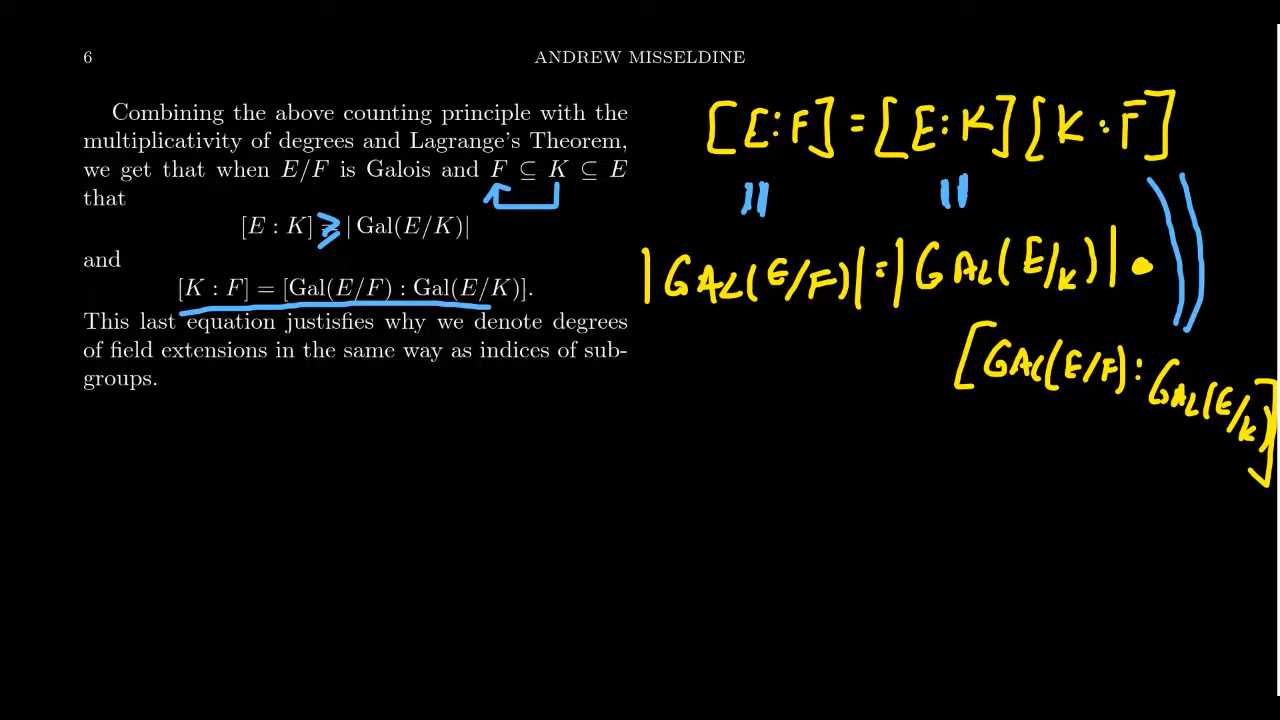 6 ANDREW MISSELDINE
Combining the above counting principle with the
multiplicativity of degrees and Lagrange's Theorem,
we get that when E/F is Galois and F ⊆ K ⊆ E
that
[E : K] ≥ | Gal(E/K)|
and
[K : F] = [Gal(E/F) : Gal(E/K)].
This last equation justisfies why we denote degrees
of field extensions in the same way as indices of sub-
groups.
[E:F]=[E:K][K:F]
|GAL(E/F)|=|GAL(E/K)|•
[GAL(E/F):GAL(E/K)]